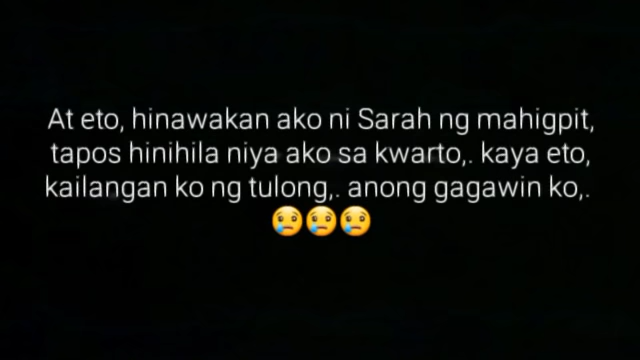 At eto, hinawakan ako ni Sarah ng mahigpit,
tapos hinihila niya ako sa kwarto,. kaya eto,
kailangan ko ng tulong,. anong gagawin ko,.
😢😢😢